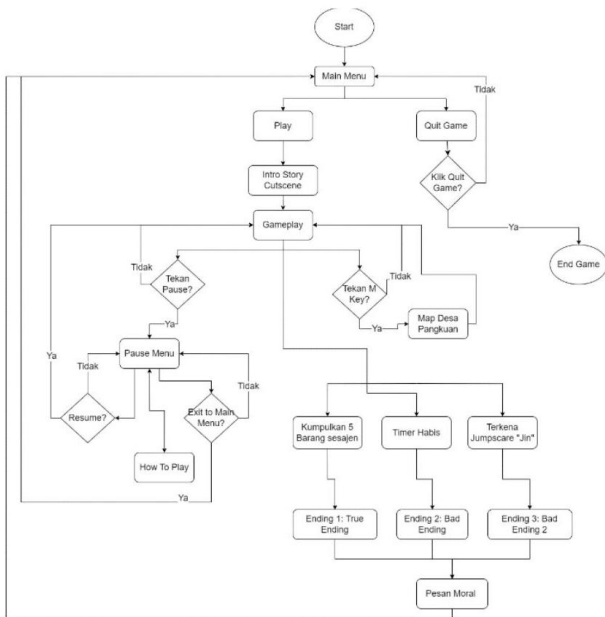 Start
Main Menu
Tidak
Play
Quit Game
Intro Story
Cutscene
Klik Quit
Game?
Ya
Gameplay
End Game
Tidak
Tekan
Pause?
Tekan M
Key?
Tidak
Ya
Ya
Map Desa
Pangkuan
Ya
Pause Menu
Tidak
Tidak
Resume?
Exit to Main
Menu?
How To Play
Ya
Kumpulkan 5
Barang sesajen
Timer Habis
Terkena
Jumpscare "Jin"
Ending 1: True
Ending
Ending 2: Bad
Ending
Ending 3: Bad
Ending 2
Pesan Moral